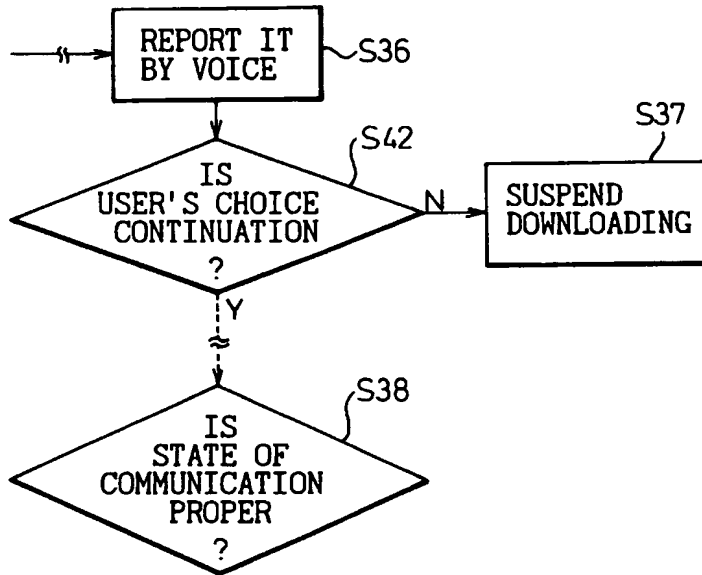 REPORT IT
BY VOICE
S36
IS
USER'S CHOICE
CONTINUATION
?
S42
N
S37
SUSPEND
DOWNLOADING
Y
S38
IS
STATE OF
COMMUNICATION
PROPER
?